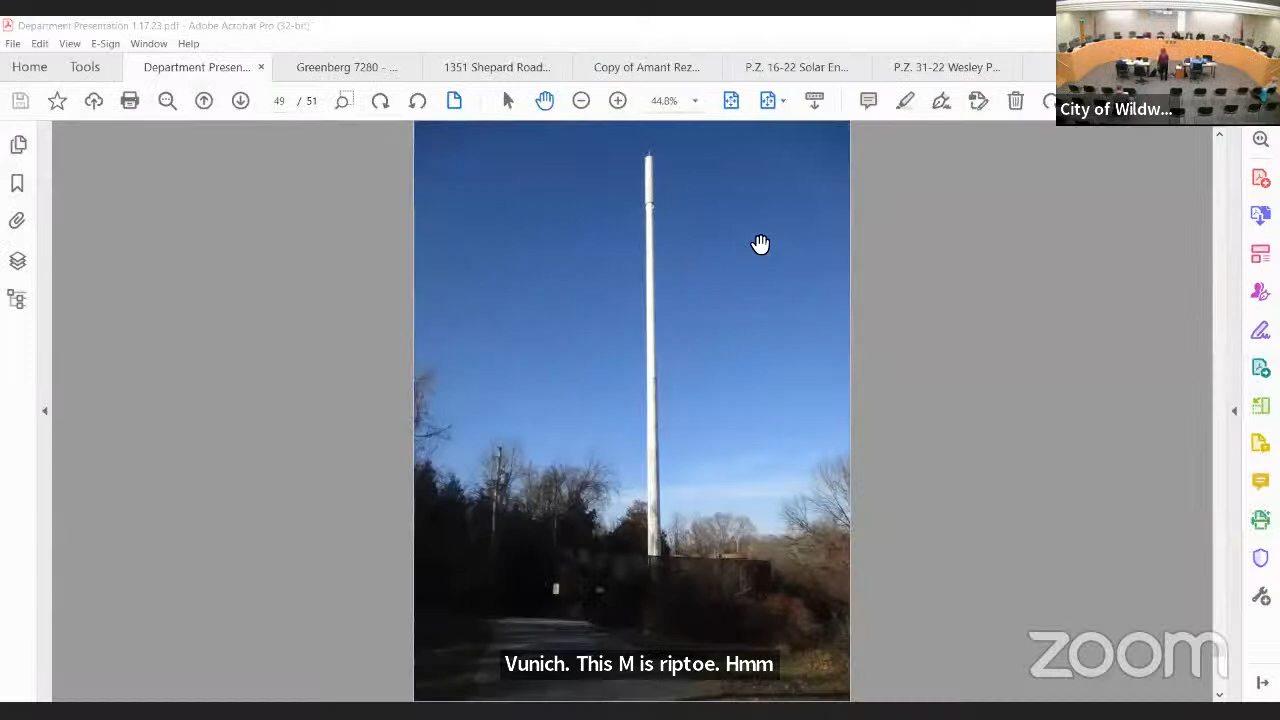 Department Presentation 1.17.23.pdf - Adobe Acrobat Pro (32-bit)
File Edit View E-Sign Window Help
Home Tools Department Presen... × Greenberg 7280 - ... 1351 Shepard Road... Copy of Amant Rez... P.Z. 16-22 Solar En... P.Z. 31-22 Wesley P...
49 / 51 44.8%
City of Wildw...
Vunich. This M is riptoe. Hmm
zoom